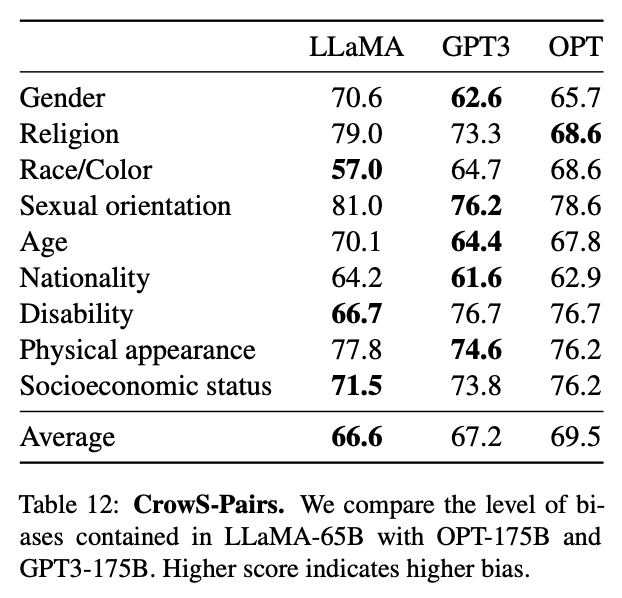 LLaMA GPT3 OPT
Gender 70.6 62.6 65.7
Religion 79.0 73.3 68.6
Race/Color 57.0 64.7 68.6
Sexual orientation 81.0 76.2 78.6
Age 70.1 64.4 67.8
Nationality 64.2 61.6 62.9
Disability 66.7 76.7 76.7
Physical appearance 77.8 74.6 76.2
Socioeconomic status 71.5 73.8 76.2
Average 66.6 67.2 69.5
Table 12: CrowS-Pairs. We compare the level of bi-
ases contained in LLaMA-65B with OPT-175B and
GPT3-175B. Higher score indicates higher bias.